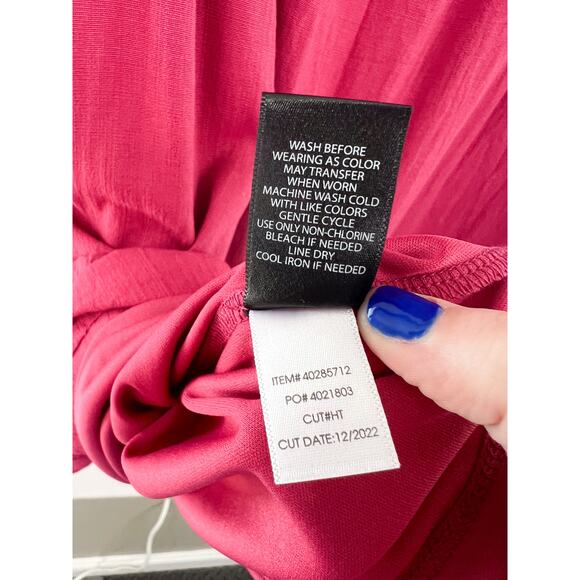 WASH BEFORE
WEARING AS COLOR
MAY TRANSFER
WHEN WORN
MACHINE WASH COLD
WITH LIKE COLORS
GENTLE CYCLE
USE ONLY NON-CHLORINE
BLEACH IF NEEDED
LINE DRY
COOL IRON IF NEEDED
ITEM# 40285712
PO# 4021803
CUT#HT
CUT DATE:12/2022